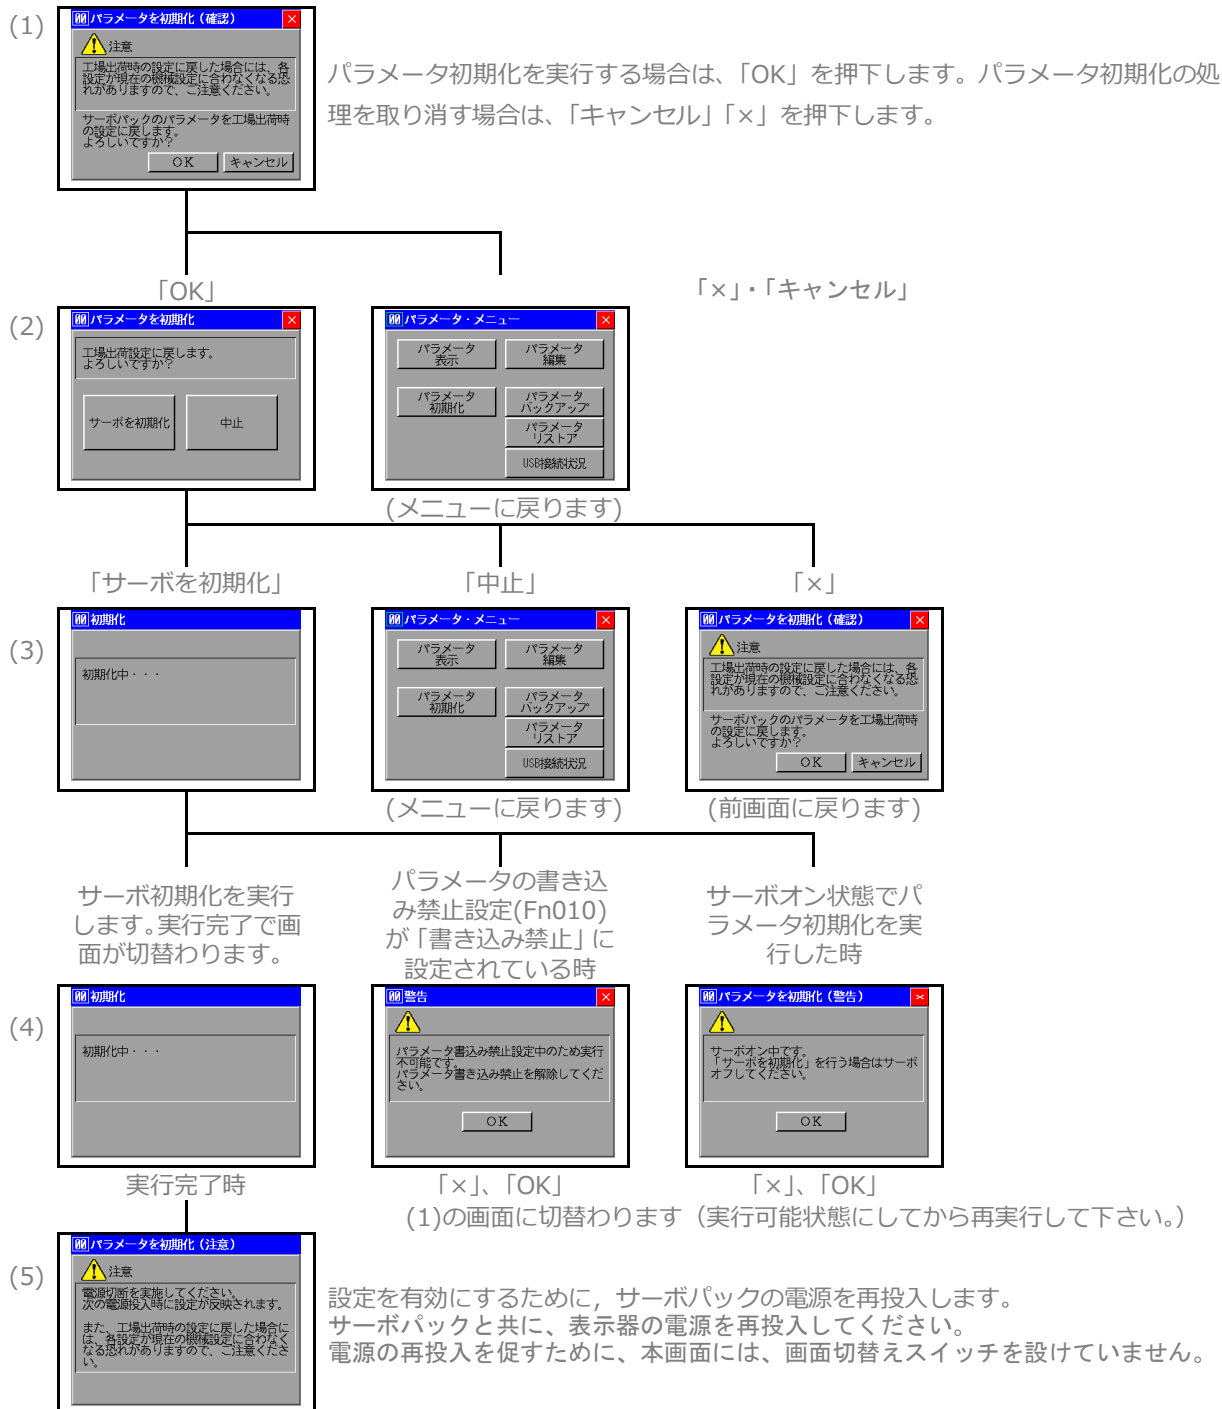 (1)
00 パラメータを初期化（確認） ×
注意
工場出荷時の設定に戻した場合には、各
設定が現在の機械設定に合わなくなる恐
れがありますので、ご注意ください。
サーボパックのパラメータを工場出荷時
の設定に戻します。
よろしいですか？
OK キャンセル
パラメータ初期化を実行する場合は、「OK」を押下します。パラメータ初期化の処
理を取り消す場合は、「キャンセル」「×」を押下します。
「OK」
「×」・「キャンセル」
(2)
00 パラメータを初期化 ×
工場出荷設定に戻します。
よろしいですか？
サーボを初期化 中止
00 パラメータ・メニュー ×
パラメータ
表示
パラメータ
編集
パラメータ
初期化
パラメータ
バックアップ
パラメータ
リストア
USB接続状況
(メニューに戻ります)
「サーボを初期化」
「中止」
「×」
(3)
00 初期化
初期化中・・・
00 パラメータ・メニュー ×
パラメータ
表示
パラメータ
編集
パラメータ
初期化
パラメータ
バックアップ
パラメータ
リストア
USB接続状況
(メニューに戻ります)
00 パラメータを初期化（確認） ×
注意
工場出荷時の設定に戻した場合には、各
設定が現在の機械設定に合わなくなる恐
れがありますので、ご注意ください。
サーボパックのパラメータを工場出荷時
の設定に戻します。
よろしいですか？
OK キャンセル
(前画面に戻ります)
サーボ初期化を実行
します。実行完了で画
面が切替わります。
パラメータの書き込
み禁止設定(Fn010)
が「書き込み禁止」に
設定されている時
サーボオン状態でパ
ラメータ初期化を実
行した時
(4)
00 初期化
初期化中・・・
実行完了時
00 警告 ×
パラメータ書込み禁止設定中のため実行
不可能です。
パラメータ書き込み禁止を解除してくだ
さい。
OK
「×」、「OK」
00 パラメータを初期化（警告） ×
サーボオン中です。
「サーボを初期化」を行う場合はサーボ
オフしてください。
OK
「×」、「OK」
(1)の画面に切替わります（実行可能状態にしてから再実行して下さい。）
(5)
00 パラメータを初期化（注意）
注意
電源切断を実施してください。
次の電源投入時に設定が反映されます。
また、工場出荷時の設定に戻した場合に
は、各設定が現在の機械設定に合わなく
なる恐れがありますので、ご注意くださ
い。
設定を有効にするために，サーボパックの電源を再投入します。
サーボパックと共に、表示器の電源を再投入してください。
電源の再投入を促すために、本画面には、画面切替えスイッチを設けていません。